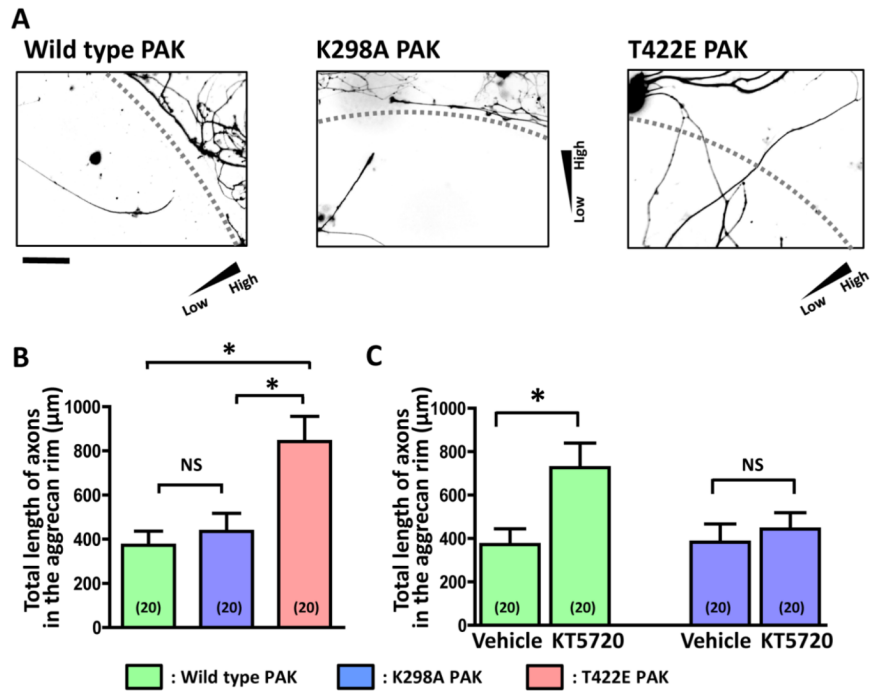 A
Wild type PAK
K298A PAK
T422E PAK
High
Low
Low
High
Low
High
B
C
Total length of axons
in the aggrecan rim (μm)
1000
800
600
400
200
0
NS
*
*
(20)
(20)
(20)
Total length of axons
in the aggrecan rim (μm)
1000
800
600
400
200
0
*
NS
(20)
(20)
(20)
(20)
Vehicle KT5720
Vehicle KT5720
: Wild type PAK
: K298A PAK
: T422E PAK